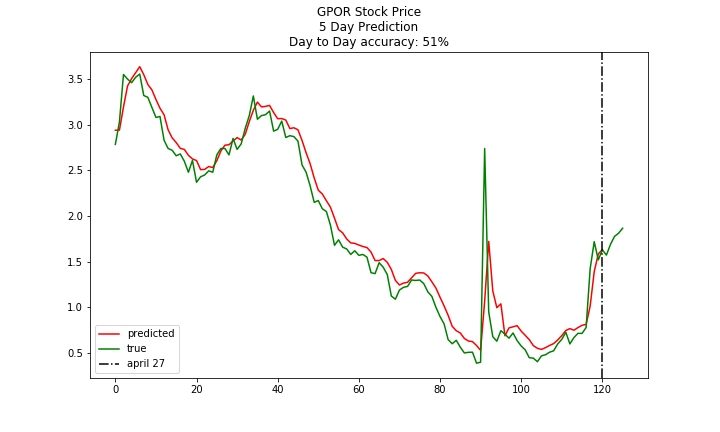 GPOR Stock Price
5 Day Prediction
Day to Day accuracy: 51%
3.5
3.0
2.5
2.0
1.5
1.0
0.5
predicted
true
april 27
0 20 40 60 80 100 120